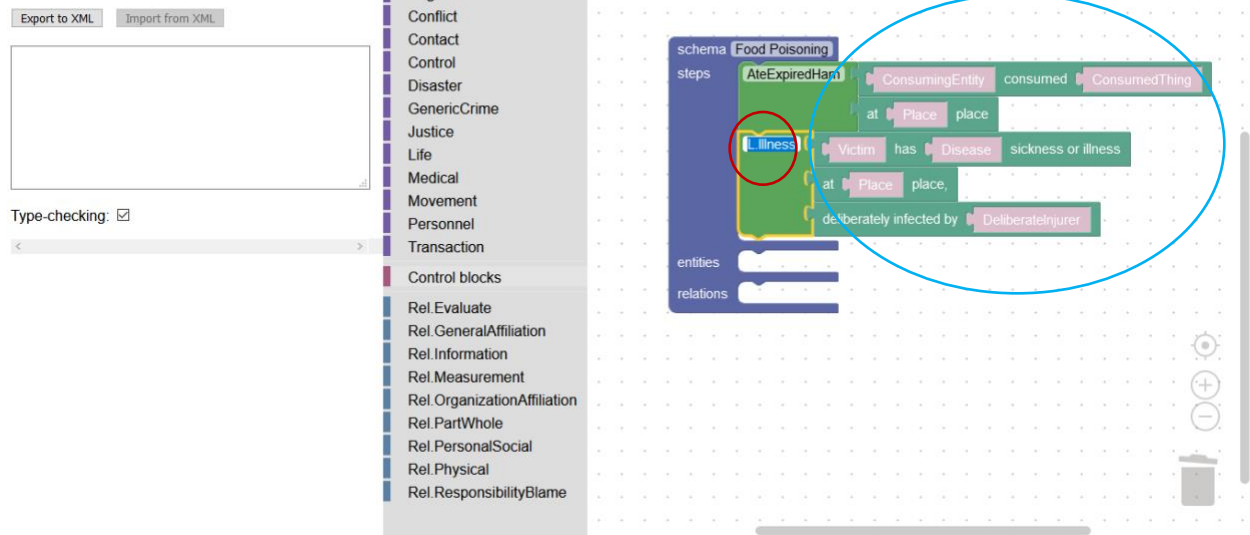 Export to XML
Import from XML
Type-checking:
Conflict
Contact
Control
Disaster
GenericCrime
Justice
Life
Medical
Movement
Personnel
Transaction
Control blocks
Rel.Evaluate
Rel.GeneralAffiliation
Rel.Information
Rel.Measurement
Rel.OrganizationAffiliation
Rel.PartWhole
Rel.PersonalSocial
Rel.Physical
Rel.ResponsibilityBlame
schema Food Poisoning
steps AteExpiredHam ConsumingEntity consumed ConsumedThing
at Place place
L.Illness Victim has Disease sickness or illness
at Place place,
deliberately infected by DeliberateInjurer
entities
relations